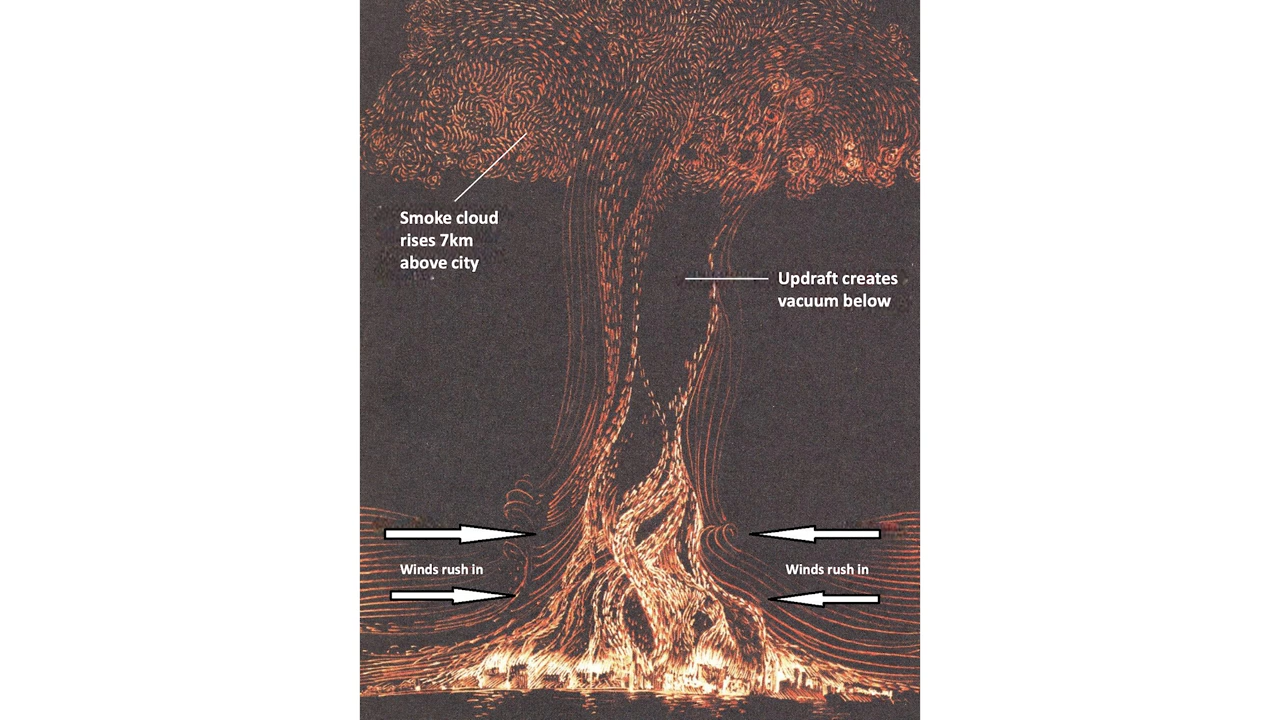 Smoke cloud
rises 7km
above city
Updraft creates
vacuum below
Winds rush in
Winds rush in